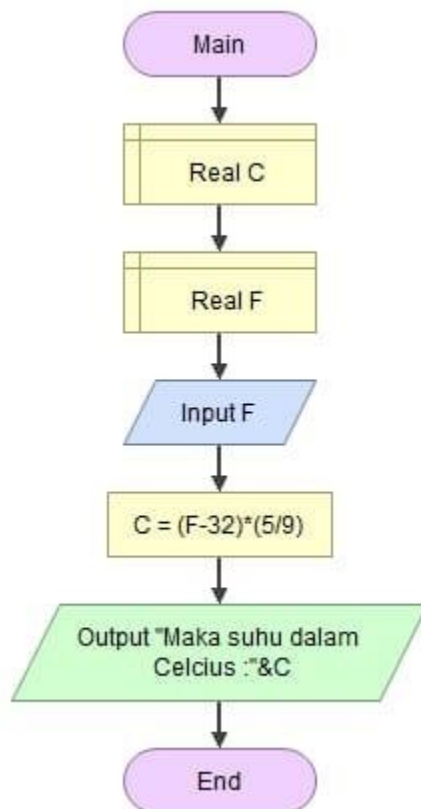 Main
Real C
Real F
Input F
C = (F-32)*(5/9)
Output "Maka suhu dalam
Celcius :"&C
End